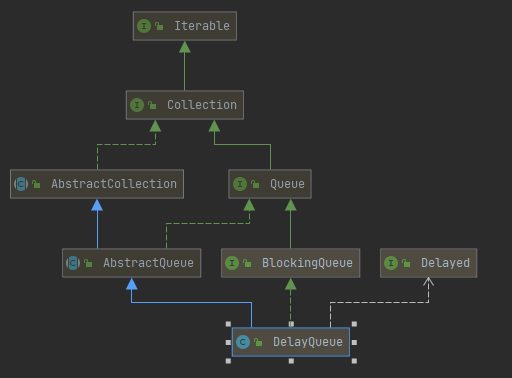 I Iterable
I Collection
C AbstractCollection
I Queue
C AbstractQueue
I BlockingQueue
I Delayed
C DelayQueue